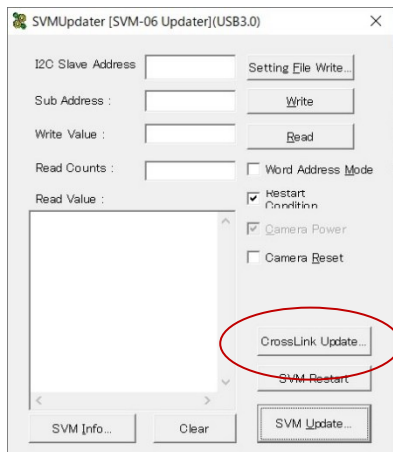 SVMUpdater [SVM-06 Updater](USB3.0)
I2C Slave Address
Setting File Write...
Sub Address :
Write
Write Value :
Read
Read Counts :
Word Address Mode
Read Value :
Restart
Condition
Camera Power
Camera Reset
CrossLink Update...
SVM Restart
SVM Info...
Clear
SVM Update...